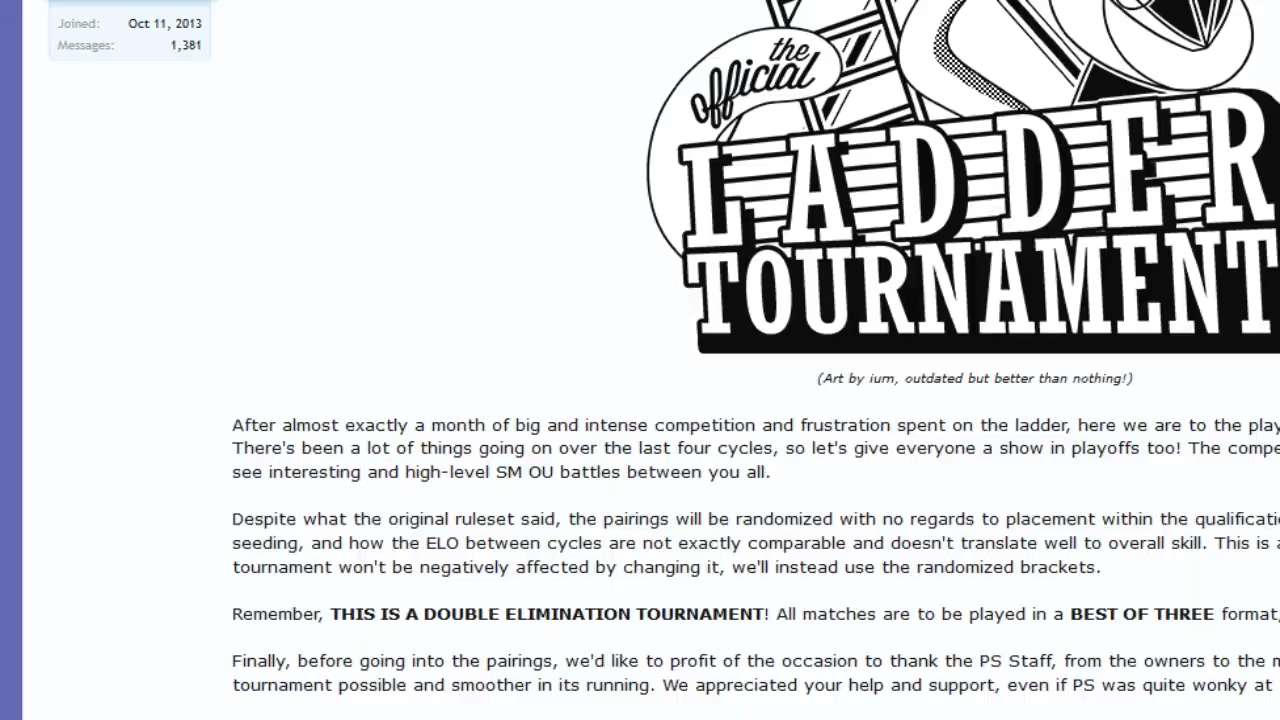 Joined: Oct 11, 2013
Messages: 1,381
the
official
LADDER
TOURNAMENT
(Art by ium, outdated but better than nothing!)
After almost exactly a month of big and intense competition and frustration spent on the ladder, here we are to the play
There's been a lot of things going on over the last four cycles, so let's give everyone a show in playoffs too! The compe
see interesting and high-level SM OU battles between you all.
Despite what the original ruleset said, the pairings will be randomized with no regards to placement within the qualificati
seeding, and how the ELO between cycles are not exactly comparable and doesn't translate well to overall skill. This is a
tournament won't be negatively affected by changing it, we'll instead use the randomized brackets.
Remember, THIS IS A DOUBLE ELIMINATION TOURNAMENT! All matches are to be played in a BEST OF THREE format,
Finally, before going into the pairings, we'd like to profit of the occasion to thank the PS Staff, from the owners to the m
tournament possible and smoother in its running. We appreciated your help and support, even if PS was quite wonky at